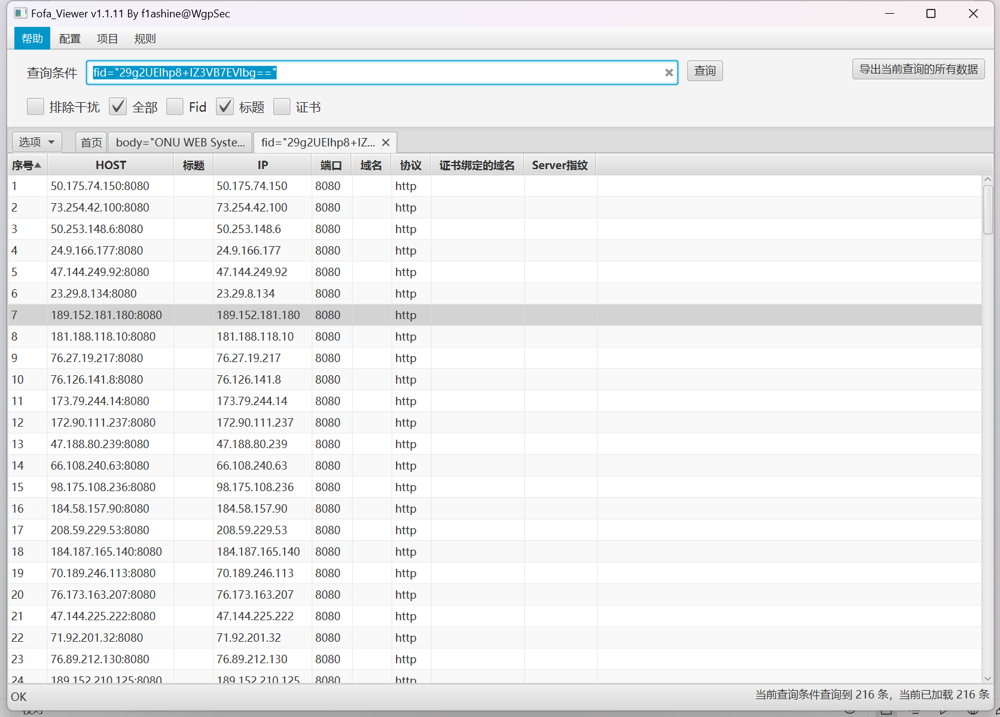 Fofa_Viewer v1.1.11 By f1ashine@WgpSec
帮助 配置 项目 规则
查询条件 fid="29g2UEIhp8+IZ3VB7EVIbg==" 查询 导出当前查询的所有数据
排除干扰 全部 Fid 标题 证书
选项 首页 body="ONU WEB Syste... fid="29g2UEIhp8+IZ...
序号 HOST 标题 IP 端口 域名 协议 证书绑定的域名 Server指纹
1 50.175.74.150:8080 50.175.74.150 8080 http
2 73.254.42.100:8080 73.254.42.100 8080 http
3 50.253.148.6:8080 50.253.148.6 8080 http
4 24.9.166.177:8080 24.9.166.177 8080 http
5 47.144.249.92:8080 47.144.249.92 8080 http
6 23.29.8.134:8080 23.29.8.134 8080 http
7 189.152.181.180:8080 189.152.181.180 8080 http
8 181.188.118.10:8080 181.188.118.10 8080 http
9 76.27.19.217:8080 76.27.19.217 8080 http
10 76.126.141.8:8080 76.126.141.8 8080 http
11 173.79.244.14:8080 173.79.244.14 8080 http
12 172.90.111.237:8080 172.90.111.237 8080 http
13 47.188.80.239:8080 47.188.80.239 8080 http
14 66.108.240.63:8080 66.108.240.63 8080 http
15 98.175.108.236:8080 98.175.108.236 8080 http
16 184.58.157.90:8080 184.58.157.90 8080 http
17 208.59.229.53:8080 208.59.229.53 8080 http
18 184.187.165.140:8080 184.187.165.140 8080 http
19 70.189.246.113:8080 70.189.246.113 8080 http
20 76.173.163.207:8080 76.173.163.207 8080 http
21 47.144.225.222:8080 47.144.225.222 8080 http
22 71.92.201.32:8080 71.92.201.32 8080 http
23 76.89.212.130:8080 76.89.212.130 8080 http
24 189.152.210.125:8080 189.152.210.125 8080 http
OK 当前查询条件查询到 216 条，当前已加载 216 条